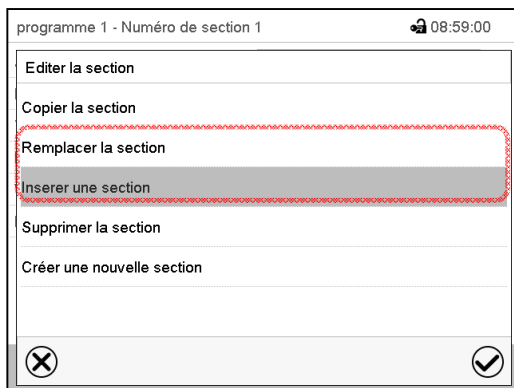 programme 1 - Numéro de section 1 08:59:00
Editer la section
Copier la section
Remplacer la section
Inserer une section
Supprimer la section
Créer une nouvelle section